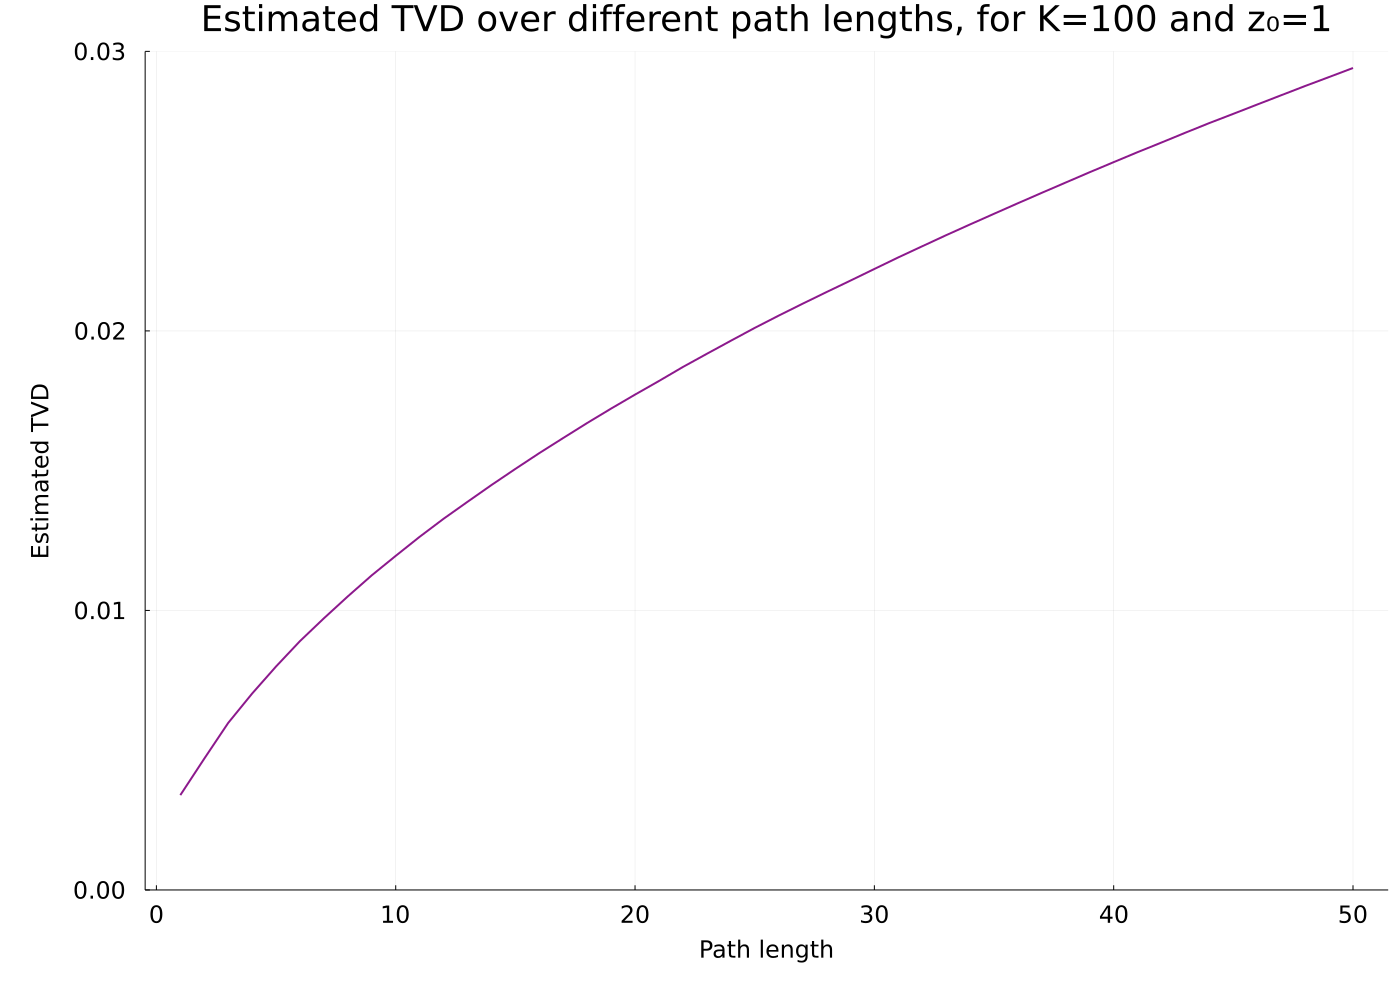 Estimated TVD over different path lengths, for K=100 and z₀=1
0.03
0.02
0.01
0.00
Estimated TVD
0 10 20 30 40 50
Path length